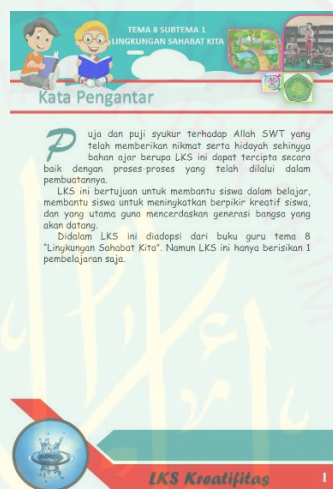 TEMA 8 SUBTEMA 1
LINGKUNGAN SAHABAT KITA
Kata Pengantar
Puja dan puji syukur terhadap Allah SWT yang
telah memberikan nikmat serta hidayah sehingga
bahan ajar berupa LKS ini dapat tercipta secara
baik dengan proses-proses yang telah dilalui dalam
pembuatannya.
LKS ini bertujuan untuk membantu siswa dalam belajar,
membantu siswa untuk meningkatkan berpikir kreatif siswa,
dan yang utama guna mencerdaskan generasi bangsa yang
akan datang.
Didalam LKS ini diadopsi dari buku guru tema 8
"Lingkungan Sahabat Kita". Namun LKS ini hanya berisikan 1
pembelajaran saja.
LKS Kreatifitas
1